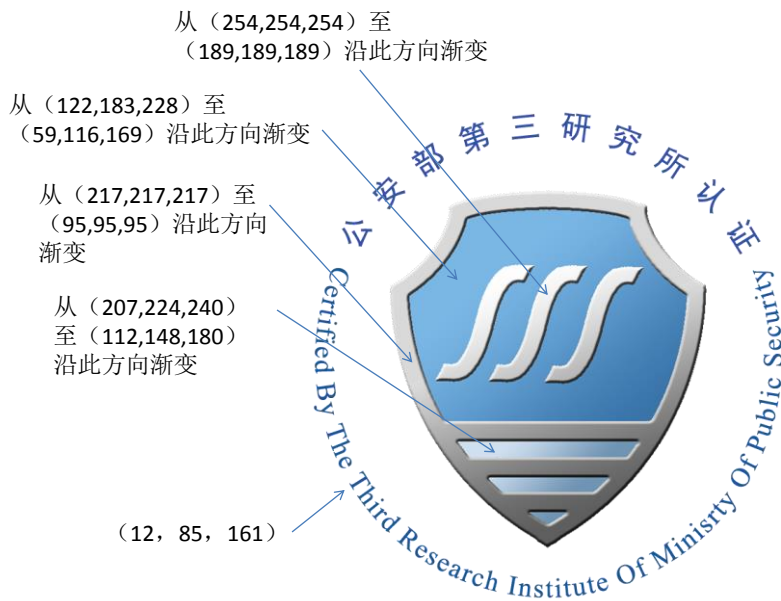 从（254,254,254）至
（189,189,189）沿此方向渐变
从（122,183,228）至
（59,116,169）沿此方向渐变
从（217,217,217）至
（95,95,95）沿此方向
渐变
从（207,224,240）
至（112,148,180）
沿此方向渐变
（12，85，161）
公安部第三研究所认证
Certified By The Third Research Institute Of Minisrty Of Public Security